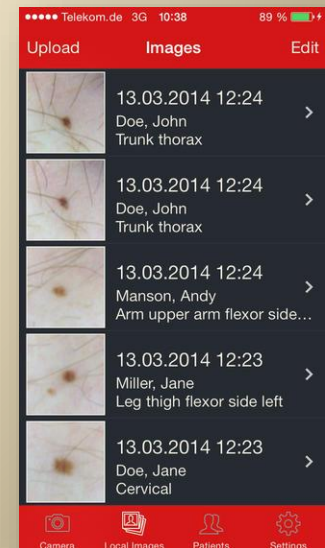 Telekom.de 3G 10:38 89 %
Upload Images Edit
13.03.2014 12:24
Doe, John
Trunk thorax
13.03.2014 12:24
Doe, John
Trunk thorax
13.03.2014 12:24
Manson, Andy
Arm upper arm flexor side…
13.03.2014 12:23
Miller, Jane
Leg thigh flexor side left
13.03.2014 12:23
Doe, Jane
Cervical
Camera Local Images Patients Settings